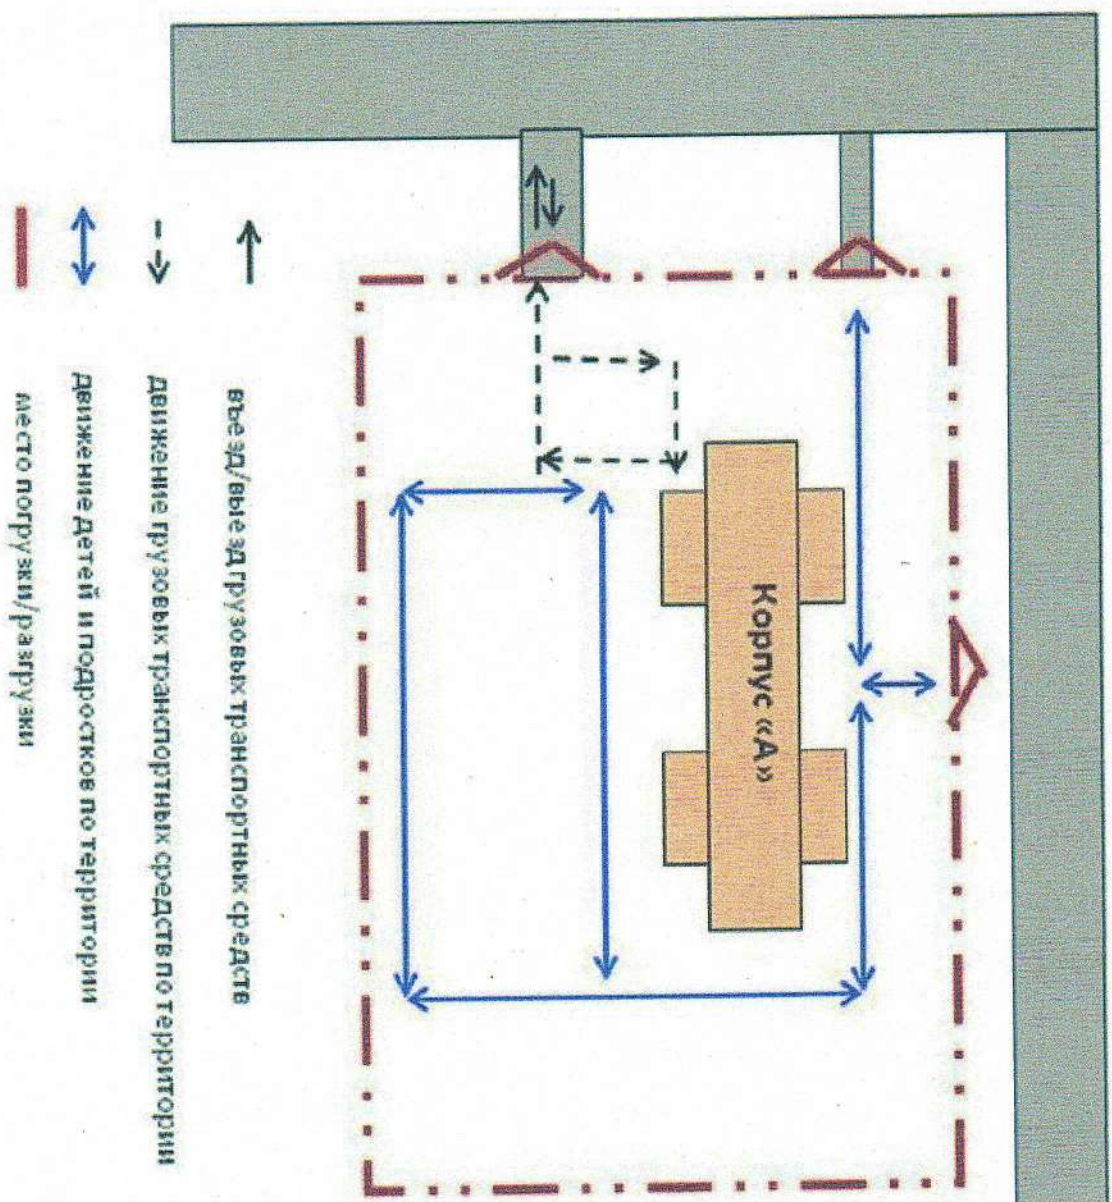 Корпус «А»
въезд/выезд грузовых транспортных средств
движение грузовых транспортных средств по территории
движение детей и подростков по территории
место погрузки/разгрузки